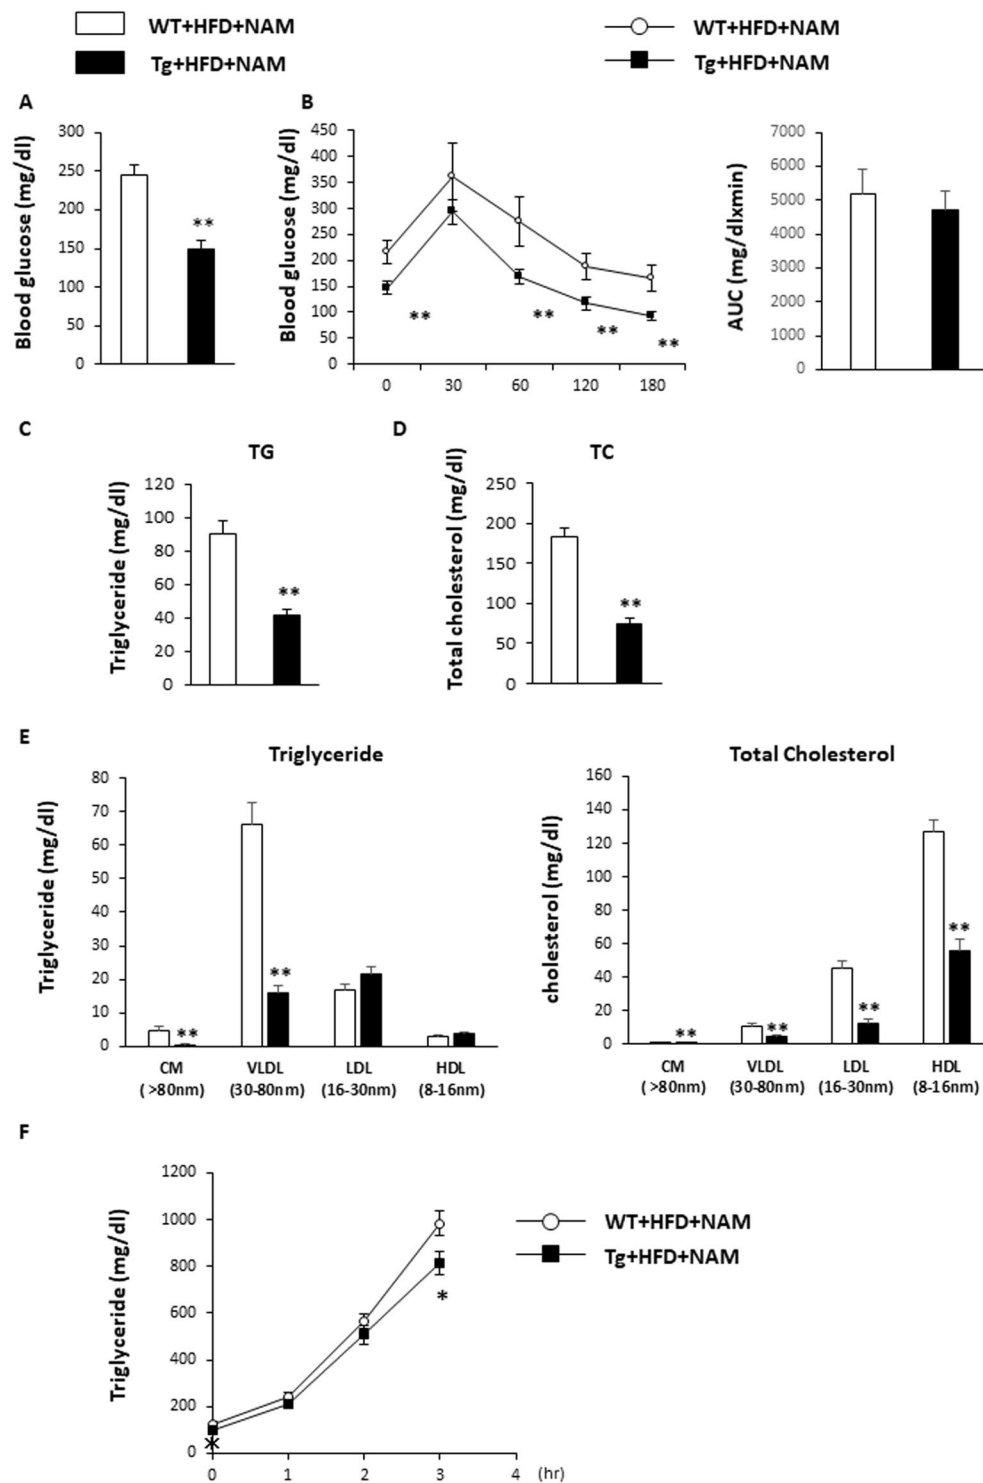 WT+HFD+NAM
Tg+HFD+NAM
WT+HFD+NAM
Tg+HFD+NAM
A
Blood glucose (mg/dl)
300
250
200
150
100
50
0
**
B
Blood glucose (mg/dl)
450
400
350
300
250
200
150
100
50
0
**
**
**
**
0 30 60 120 180
AUC (mg/dlxmin)
7000
6000
5000
4000
3000
2000
1000
0
C
TG
Triglyceride (mg/dl)
120
100
80
60
40
20
0
**
D
TC
Total cholesterol (mg/dl)
250
200
150
100
50
0
**
E
Triglyceride
Triglyceride (mg/dl)
80
70
60
50
40
30
20
10
0
**
**
CM VLDL LDL HDL
( >80nm) (30-80nm) (16-30nm) (8-16nm)
Total Cholesterol
cholesterol (mg/dl)
160
140
120
100
80
60
40
20
0
**
**
**
**
CM VLDL LDL HDL
( >80nm) (30-80nm) (16-30nm) (8-16nm)
F
Triglyceride (mg/dl)
1200
1000
800
600
400
200
0
*
*
0 1 2 3 4 (hr)
WT+HFD+NAM
Tg+HFD+NAM